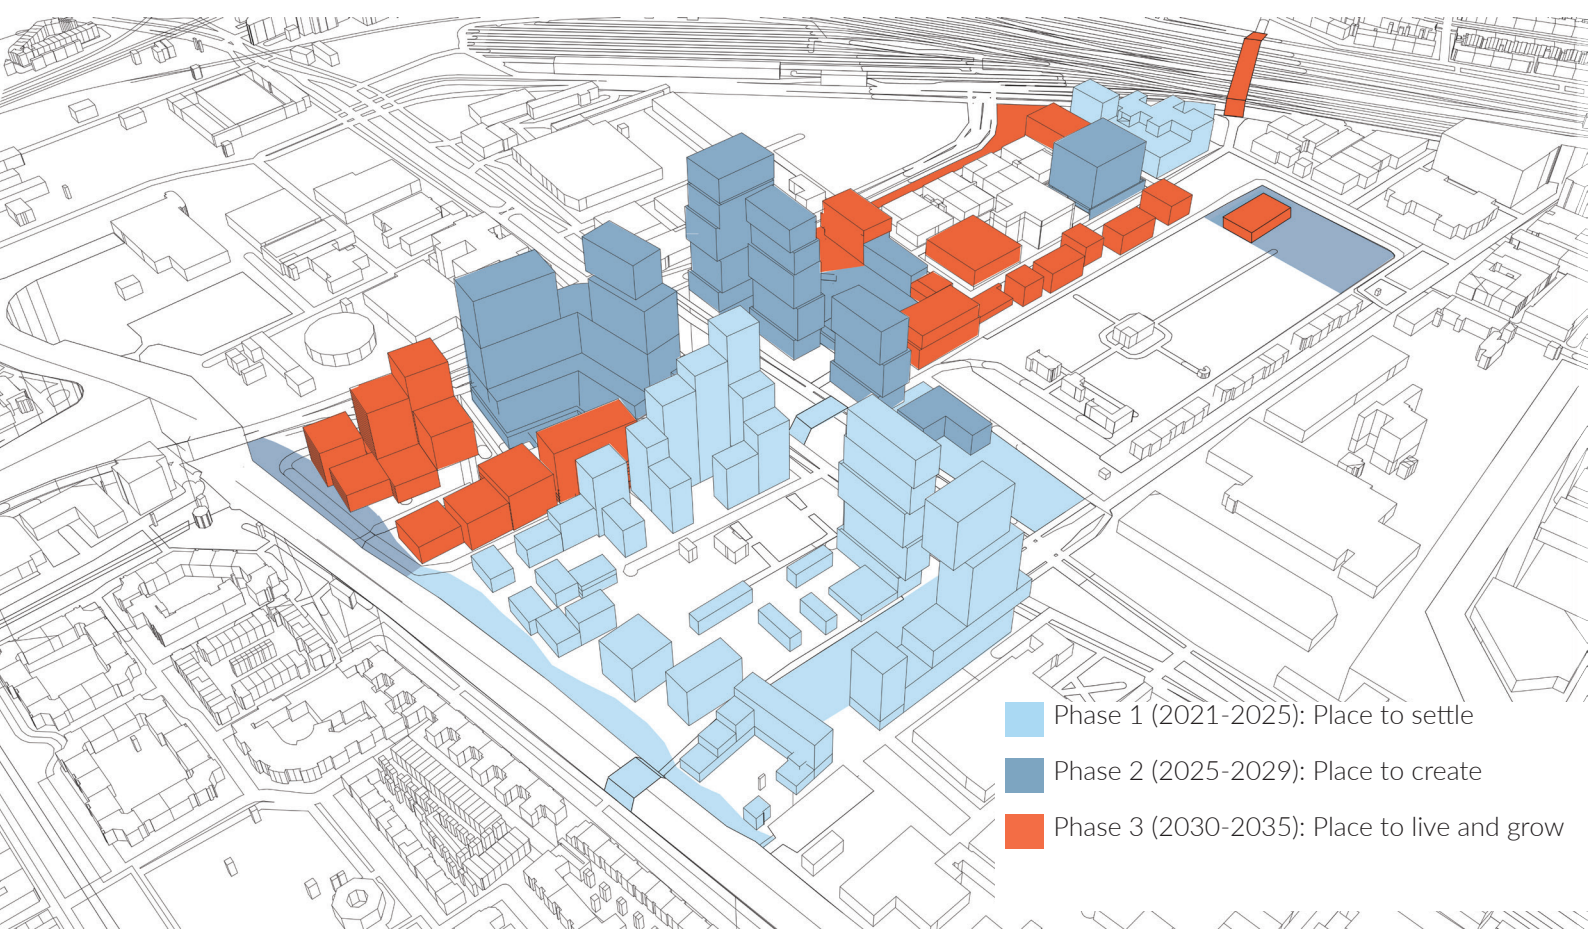 Phase 1 (2021-2025): Place to settle
Phase 2 (2025-2029): Place to create
Phase 3 (2030-2035): Place to live and grow